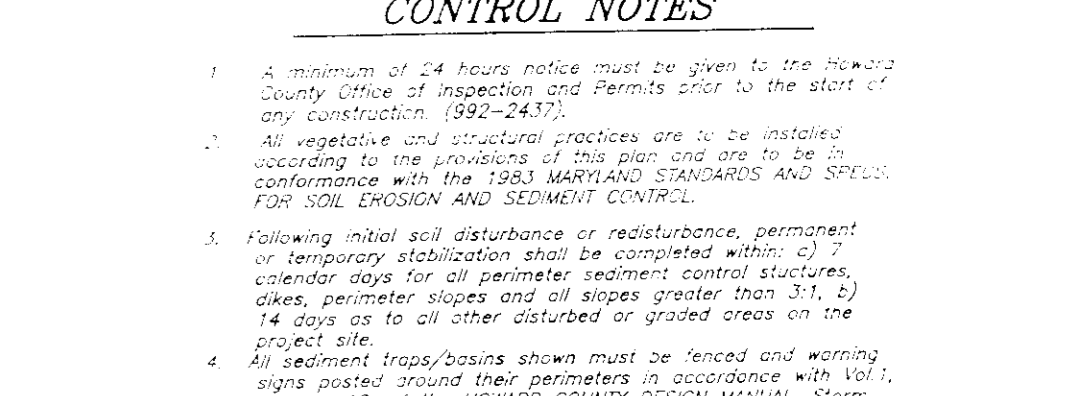 CONTROL NOTES
1. A minimum of 24 hours notice must be given to the Howard
County Office of Inspection and Permits prior to the start of
any construction. (992-2437).
2. All vegetative and structural practices are to be installed
according to the provisions of this plan and are to be in
conformance with the 1983 MARYLAND STANDARDS AND SPECS.
FOR SOIL EROSION AND SEDIMENT CONTROL.
3. Following initial soil disturbance or redisturbance, permanent
or temporary stabilization shall be completed within: a) 7
calendar days for all perimeter sediment control stuctures,
dikes, perimeter slopes and all slopes greater than 3:1, b)
14 days as to all other disturbed or graded areas on the
project site.
4. All sediment traps/basins shown must be fenced and warning
signs posted around their perimeters in accordance with Vol.1,
HOWARD COUNTY DESIGN MANUAL, Storm